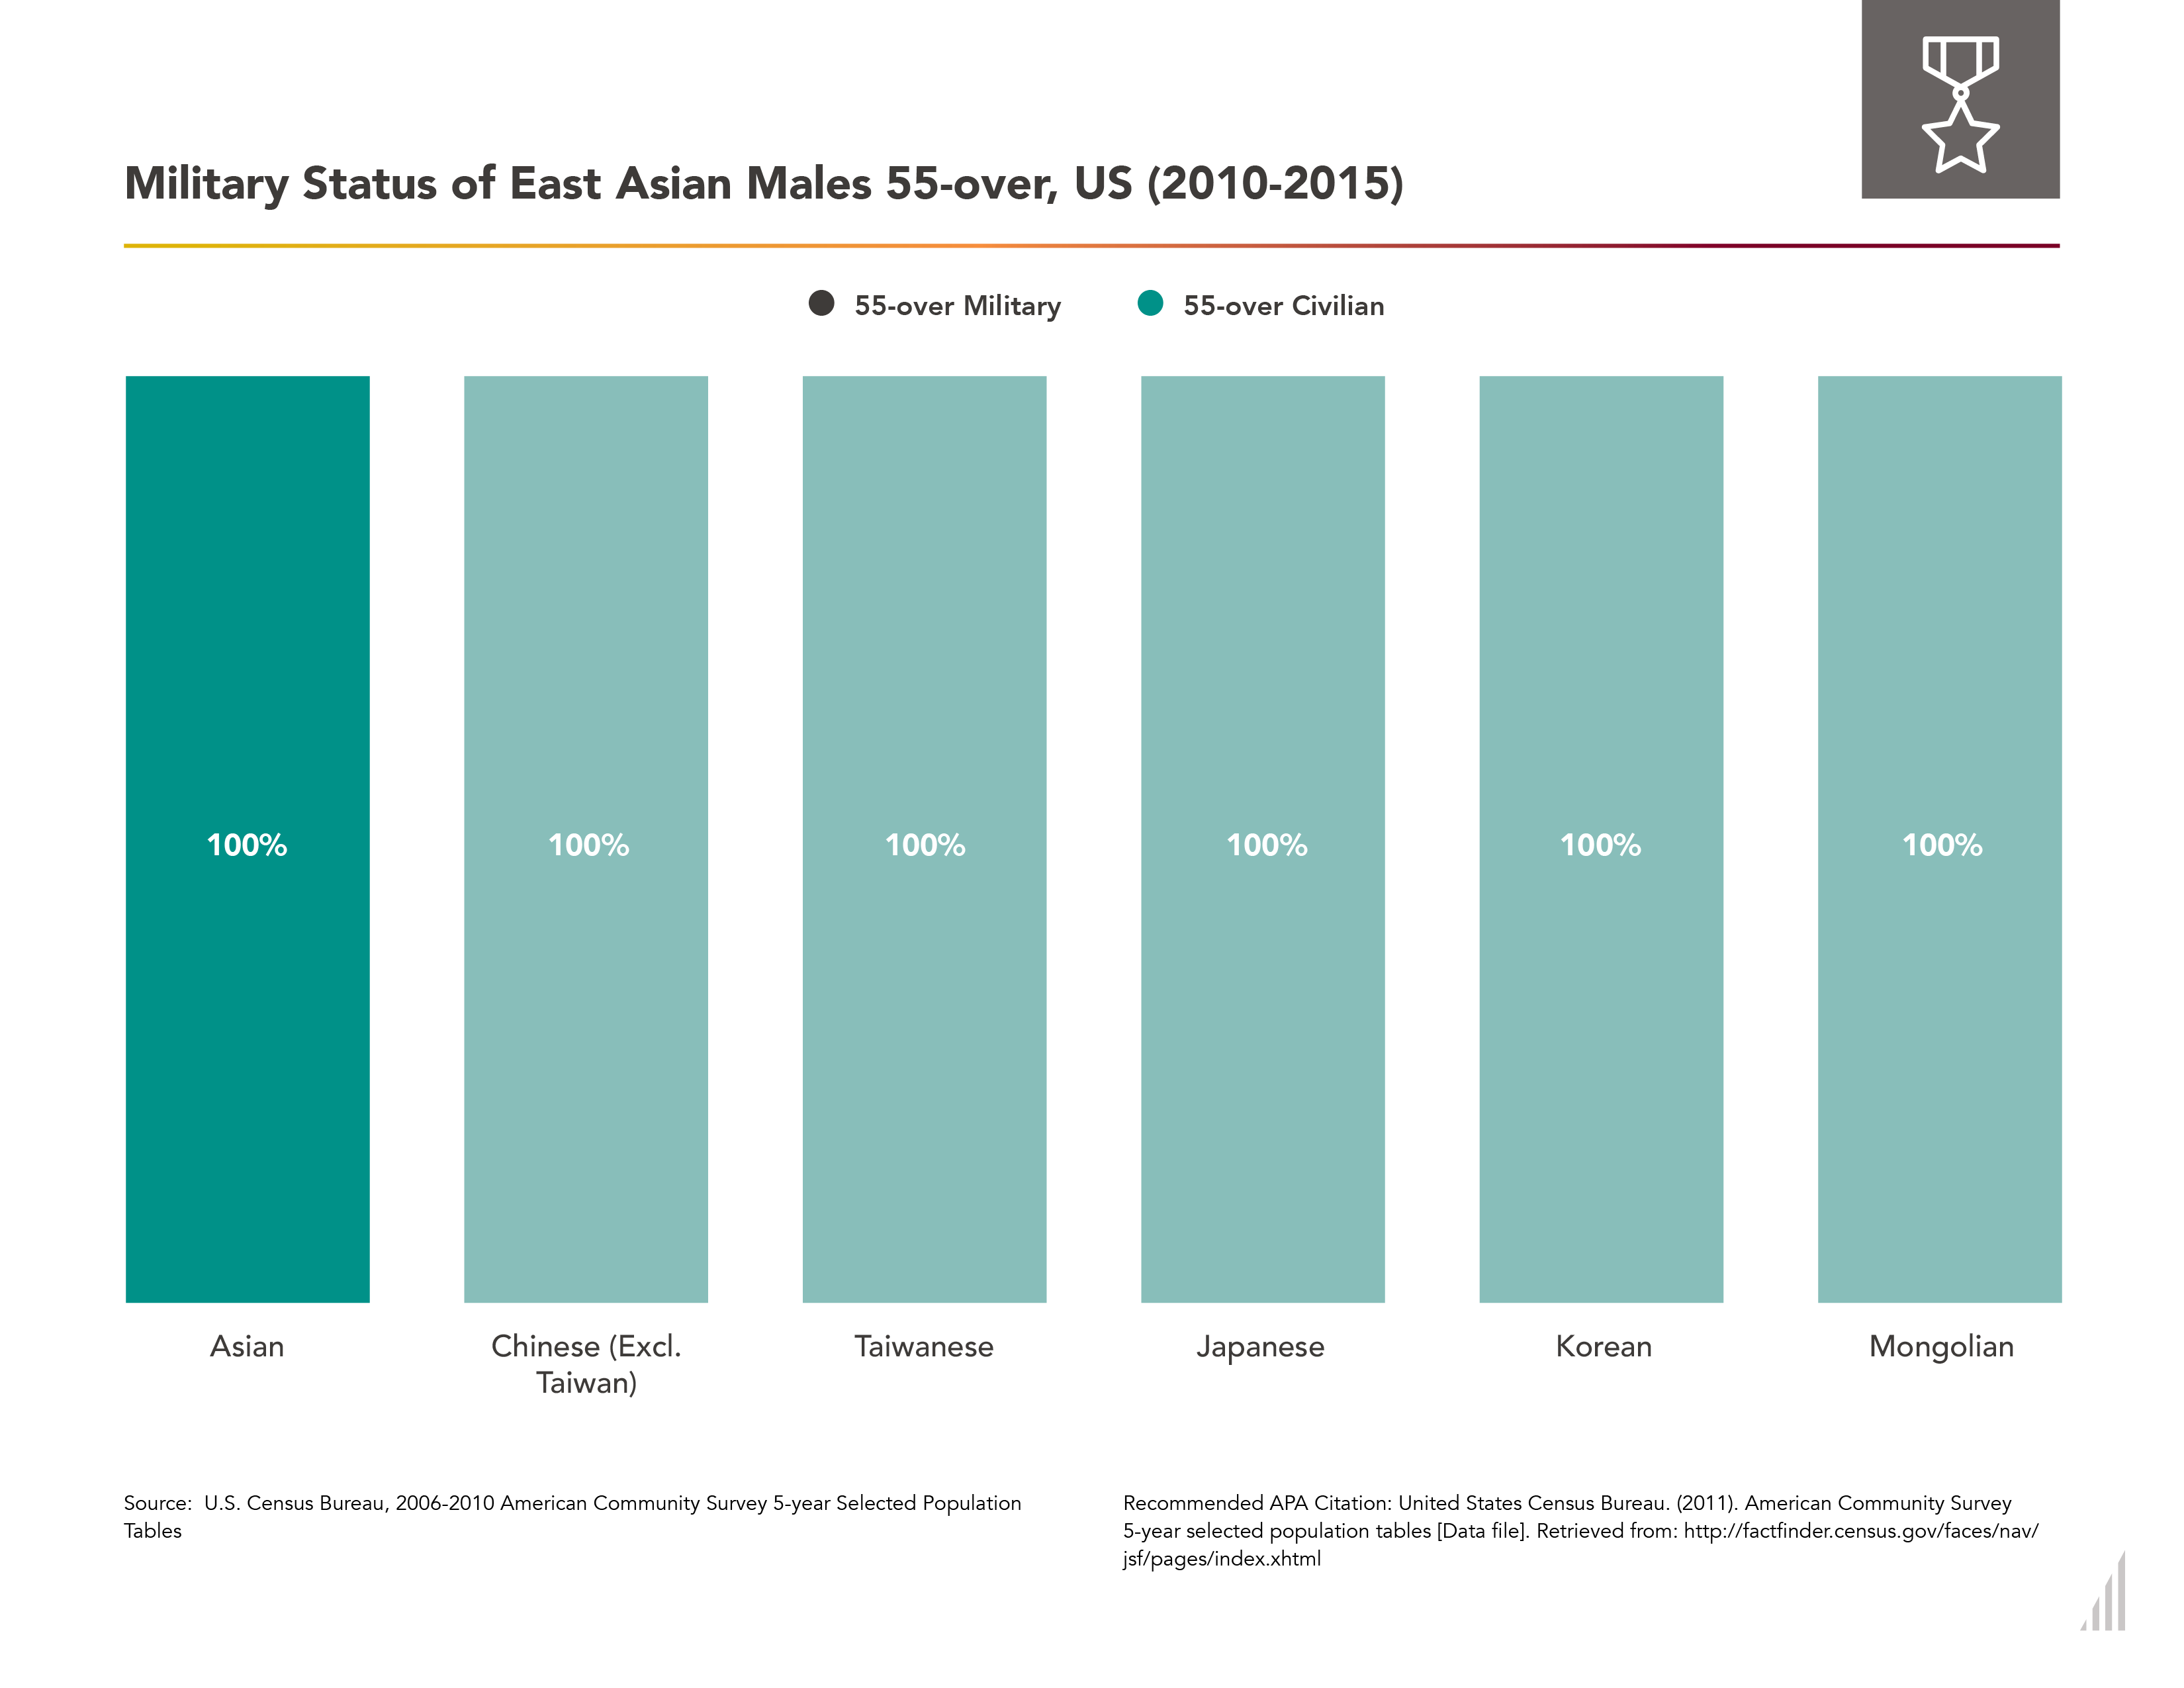 Military Status of East Asian Males 55-over, US (2010-2015)
55-over Military
55-over Civilian
100%
100%
100%
100%
100%
100%
Asian
Chinese (Excl.
Taiwan)
Taiwanese
Japanese
Korean
Mongolian
Source:  U.S. Census Bureau, 2006-2010 American Community Survey 5-year Selected Population
Tables
Recommended APA Citation: United States Census Bureau. (2011). American Community Survey
5-year selected population tables [Data file]. Retrieved from: http://factfinder.census.gov/faces/nav/
jsf/pages/index.xhtml